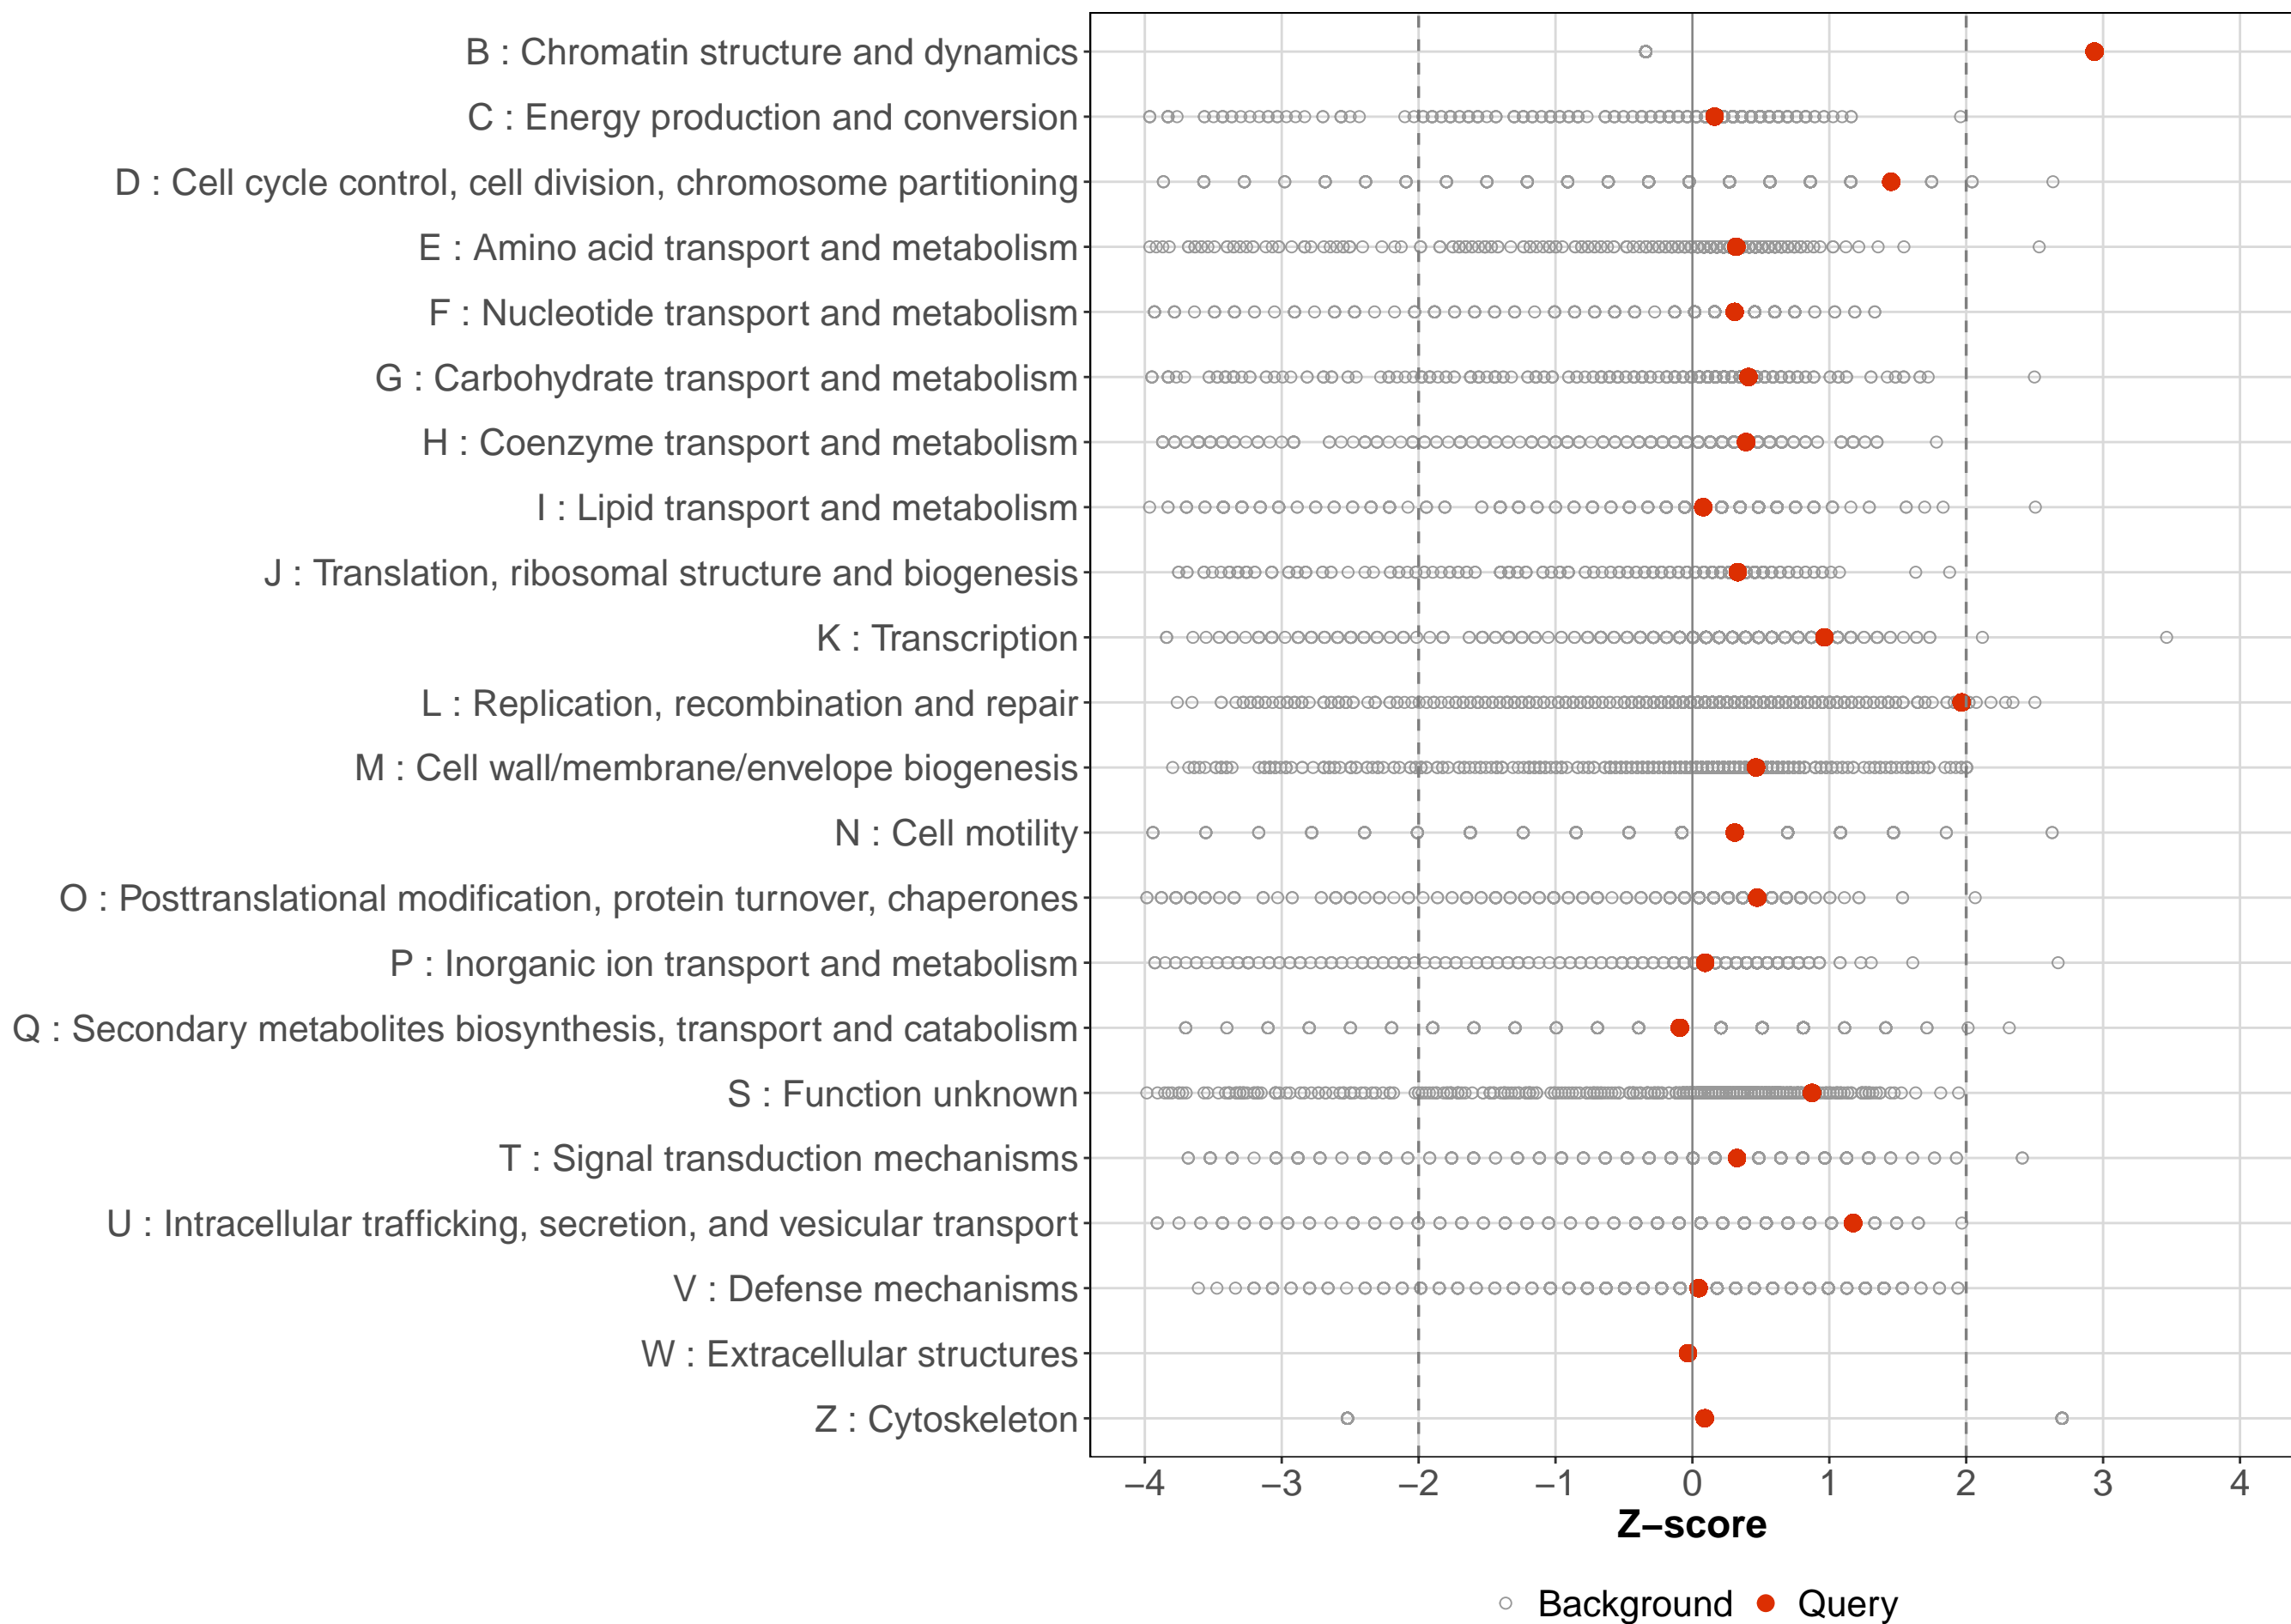 B : Chromatin structure and dynamics
C : Energy production and conversion
D : Cell cycle control, cell division, chromosome partitioning
E : Amino acid transport and metabolism
F : Nucleotide transport and metabolism
G : Carbohydrate transport and metabolism
H : Coenzyme transport and metabolism
I : Lipid transport and metabolism
J : Translation, ribosomal structure and biogenesis
K : Transcription
L : Replication, recombination and repair
M : Cell wall/membrane/envelope biogenesis
N : Cell motility
O : Posttranslational modification, protein turnover, chaperones
P : Inorganic ion transport and metabolism
Q : Secondary metabolites biosynthesis, transport and catabolism
S : Function unknown
T : Signal transduction mechanisms
U : Intracellular trafficking, secretion, and vesicular transport
V : Defense mechanisms
W : Extracellular structures
Z : Cytoskeleton
−4 −3 −2 −1 0 1 2 3 4
Z−score
Background Query